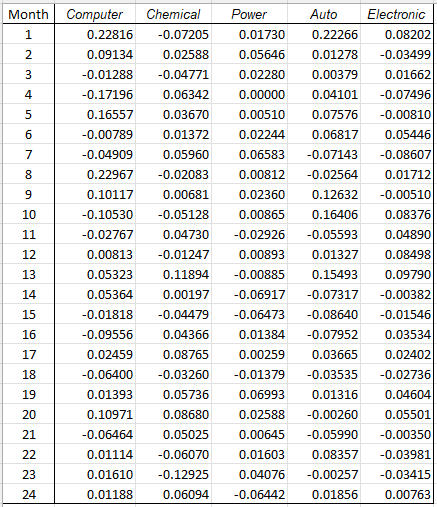 Month Computer Chemical Power Auto Electronic
1 0.22816 -0.07205 0.01730 0.22266 0.08202
2 0.09134 0.02588 0.05646 0.01278 -0.03499
3 -0.01288 -0.04771 0.02280 0.00379 0.01662
4 -0.17196 0.06342 0.00000 0.04101 -0.07496
5 0.16557 0.03670 0.00510 0.07576 -0.00810
6 -0.00789 0.01372 0.02244 0.06817 0.05446
7 -0.04909 0.05960 0.06583 -0.07143 -0.08607
8 0.22967 -0.02083 0.00812 -0.02564 0.01712
9 0.10117 0.00681 0.02360 0.12632 -0.00510
10 -0.10530 -0.05128 0.00865 0.16406 0.08376
11 -0.02767 0.04730 -0.02926 -0.05593 0.04890
12 0.00813 -0.01247 0.00893 0.01327 0.08498
13 0.05323 0.11894 -0.00885 0.15493 0.09790
14 0.05364 0.00197 -0.06917 -0.07317 -0.00382
15 -0.01818 -0.04479 -0.06473 -0.08640 -0.01546
16 -0.09556 0.04366 0.01384 -0.07952 0.03534
17 0.02459 0.08765 0.00259 0.03665 0.02402
18 -0.06400 -0.03260 -0.01379 -0.03535 -0.02736
19 0.01393 0.05736 0.06993 0.01316 0.04604
20 0.10971 0.08680 0.02588 -0.00260 0.05501
21 -0.06464 0.05025 0.00645 -0.05990 -0.00350
22 0.01114 -0.06070 0.01603 0.08357 -0.03981
23 0.01610 -0.12925 0.04076 -0.00257 -0.03415
24 0.01188 0.06094 -0.06442 0.01856 0.00763